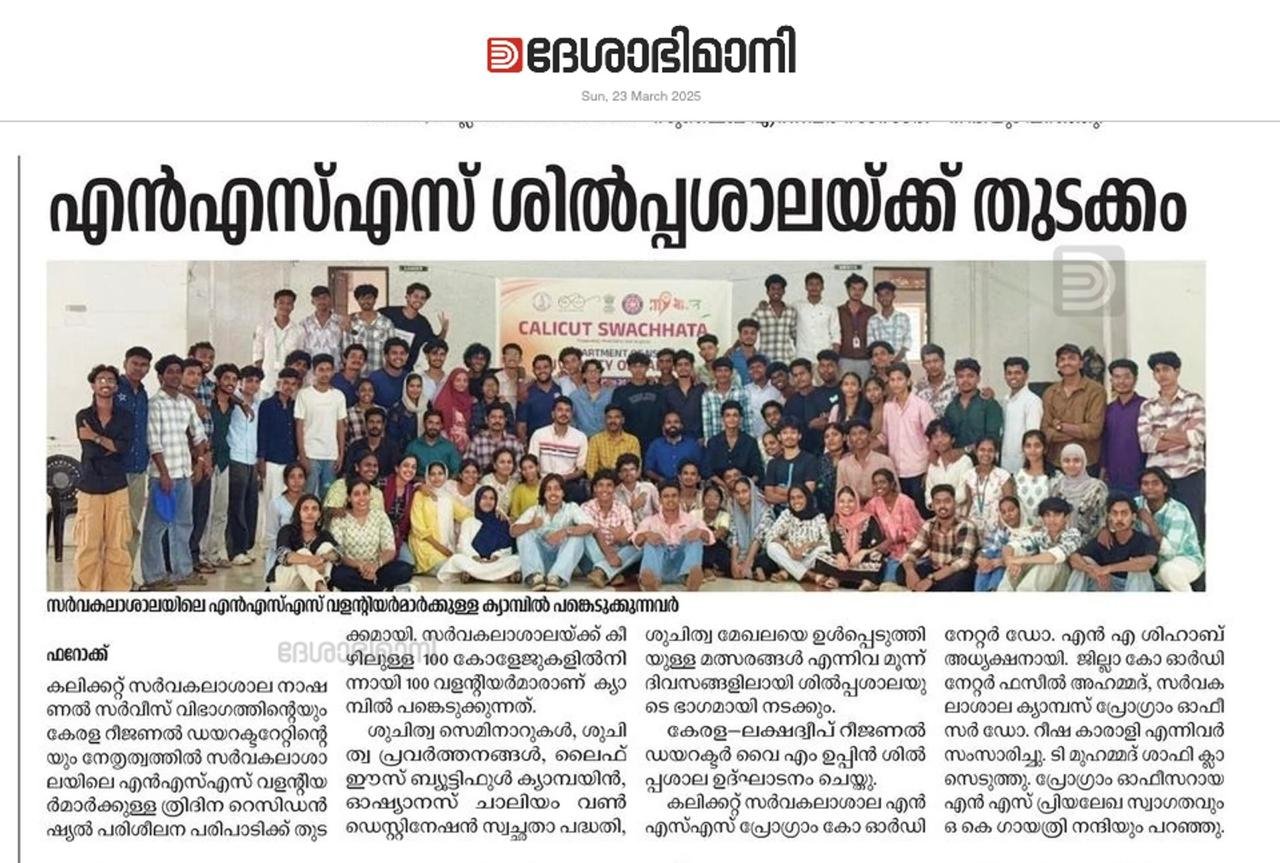 ദേശാഭിമാനി
Sun, 23 March 2025
എൻഎസ്എസ് ശിൽപ്പശാലയ്ക്ക് തുടക്കം
CALICUT SWACHHATA
സർവകലാശാലയിലെ എൻഎസ്എസ് വളന്റിയർമാർക്കുള്ള ക്യാമ്പിൽ പങ്കെടുക്കുന്നവർ
ഫറോക്ക്
കലിക്കറ്റ് സർവകലാശാല നാഷ
ണൽ സർവീസ് വിഭാഗത്തിന്റെയും
കേരള റീജണൽ ഡയറക്ടറേറ്റിന്റെ
യും നേതൃത്വത്തിൽ സർവകലാശാ
ലയിലെ എൻഎസ്എസ് വളന്റിയ
ർമാർക്കുള്ള ത്രിദിന റെസിഡൻ
ഷ്യൽ പരിശീലന പരിപാടിക്ക് തുട
ക്കമായി. സർവകലാശാലയ്ക്ക് കീ
ഴിലുള്ള 100 കോളേജുകളിൽനി
ന്നായി 100 വളന്റിയർമാരാണ് ക്യാ
മ്പിൽ പങ്കെടുക്കുന്നത്.
ശുചിത്വ സെമിനാറുകൾ, ശുചി
ത്വ പ്രവർത്തനങ്ങൾ, ലൈഫ്
ഈസ് ബ്യൂട്ടിഫുൾ ക്യാമ്പയിൻ,
ഓഷ്യാനസ് ചാലിയം വൺ
ഡെസ്റ്റിനേഷൻ സ്വച്ഛതാ പദ്ധതി,
ശുചിത്വ മേഖലയെ ഉൾപ്പെടുത്തി
യുള്ള മത്സരങ്ങൾ എന്നിവ മൂന്ന്
ദിവസങ്ങളിലായി ശിൽപ്പശാലയു
ടെ ഭാഗമായി നടക്കും.
കേരള–ലക്ഷദ്വീപ് റീജണൽ
ഡയറക്ടർ വൈ എം ഉപ്പിൻ ശിൽ
പ്പശാല ഉദ്ഘാടനം ചെയ്തു.
കലിക്കറ്റ് സർവകലാശാല എൻ
എസ്എസ് പ്രോഗ്രാം കോ ഓർഡി
നേറ്റർ ഡോ. എൻ എ ശിഹാബ്
അധ്യക്ഷനായി. ജില്ലാ കോ ഓർഡി
നേറ്റർ ഫസീൽ അഹമ്മദ്, സർവക
ലാശാല ക്യാമ്പസ് പ്രോഗ്രാം ഓഫീ
സർ ഡോ. റീഷ കാരാളി എന്നിവർ
സംസാരിച്ചു. ടി മുഹമ്മദ് ശാഫി ക്ലാ
സെടുത്തു. പ്രോഗ്രാം ഓഫീസറായ
എൻ എസ് പ്രിയലേഖ സ്വാഗതവും
ഒ കെ ഗായത്രി നന്ദിയും പറഞ്ഞു.
ദേശാഭിമാനി